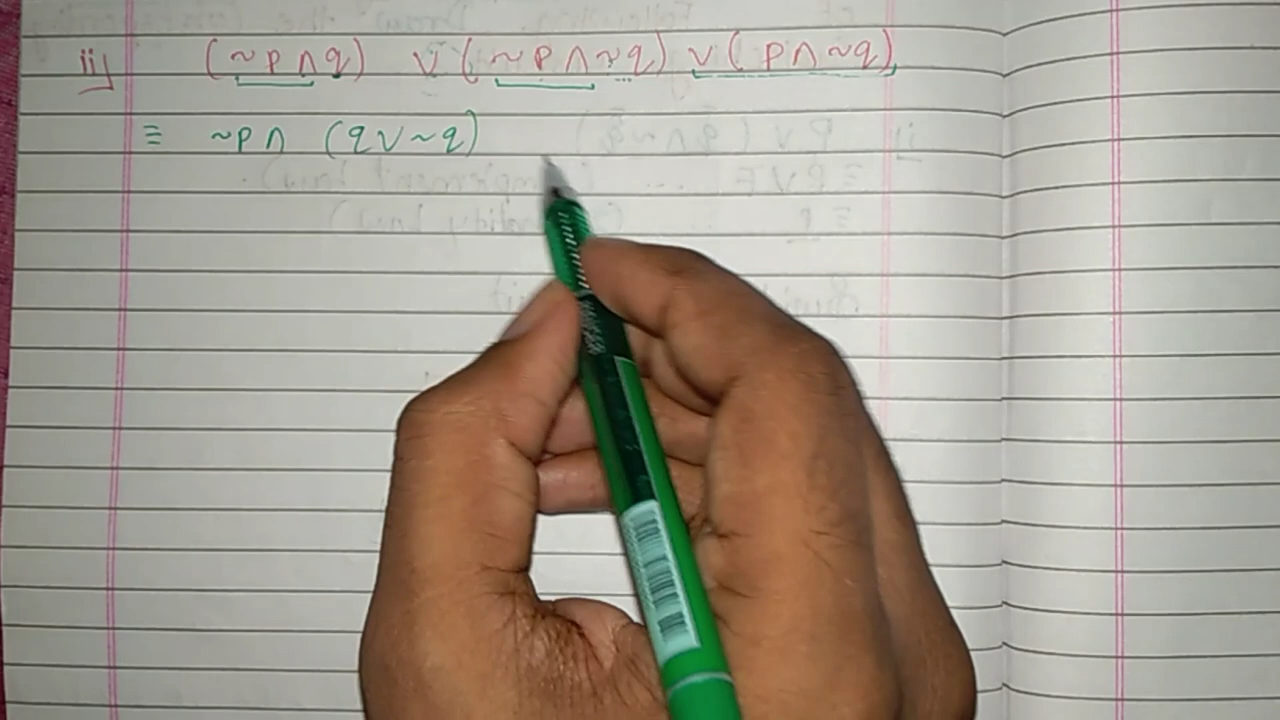 ii) (~p∧q) ∨ (~p∧~q) ∨ (p∧~q)
≡ ~p∧ (q∨~q)